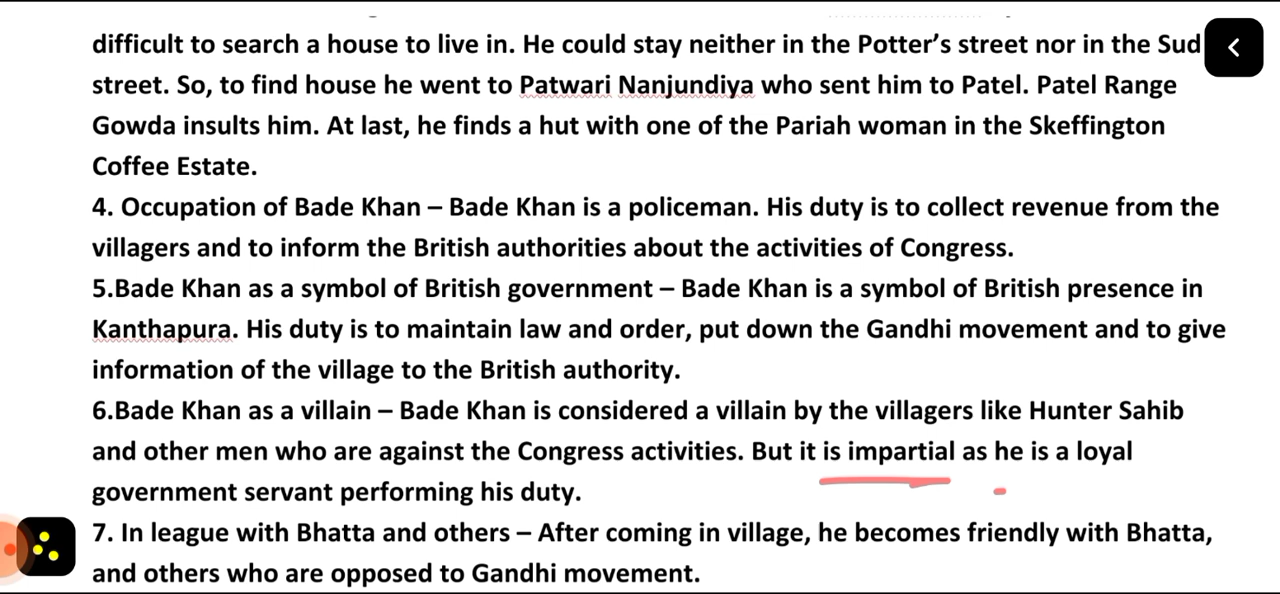 difficult to search a house to live in. He could stay neither in the Potter’s street nor in the Sud
street. So, to find house he went to Patwari Nanjundiya who sent him to Patel. Patel Range
Gowda insults him. At last, he finds a hut with one of the Pariah woman in the Skeffington
Coffee Estate.
4. Occupation of Bade Khan – Bade Khan is a policeman. His duty is to collect revenue from the
villagers and to inform the British authorities about the activities of Congress.
5.Bade Khan as a symbol of British government – Bade Khan is a symbol of British presence in
Kanthapura. His duty is to maintain law and order, put down the Gandhi movement and to give
information of the village to the British authority.
6.Bade Khan as a villain – Bade Khan is considered a villain by the villagers like Hunter Sahib
and other men who are against the Congress activities. But it is impartial as he is a loyal
government servant performing his duty.
7. In league with Bhatta and others – After coming in village, he becomes friendly with Bhatta,
and others who are opposed to Gandhi movement.